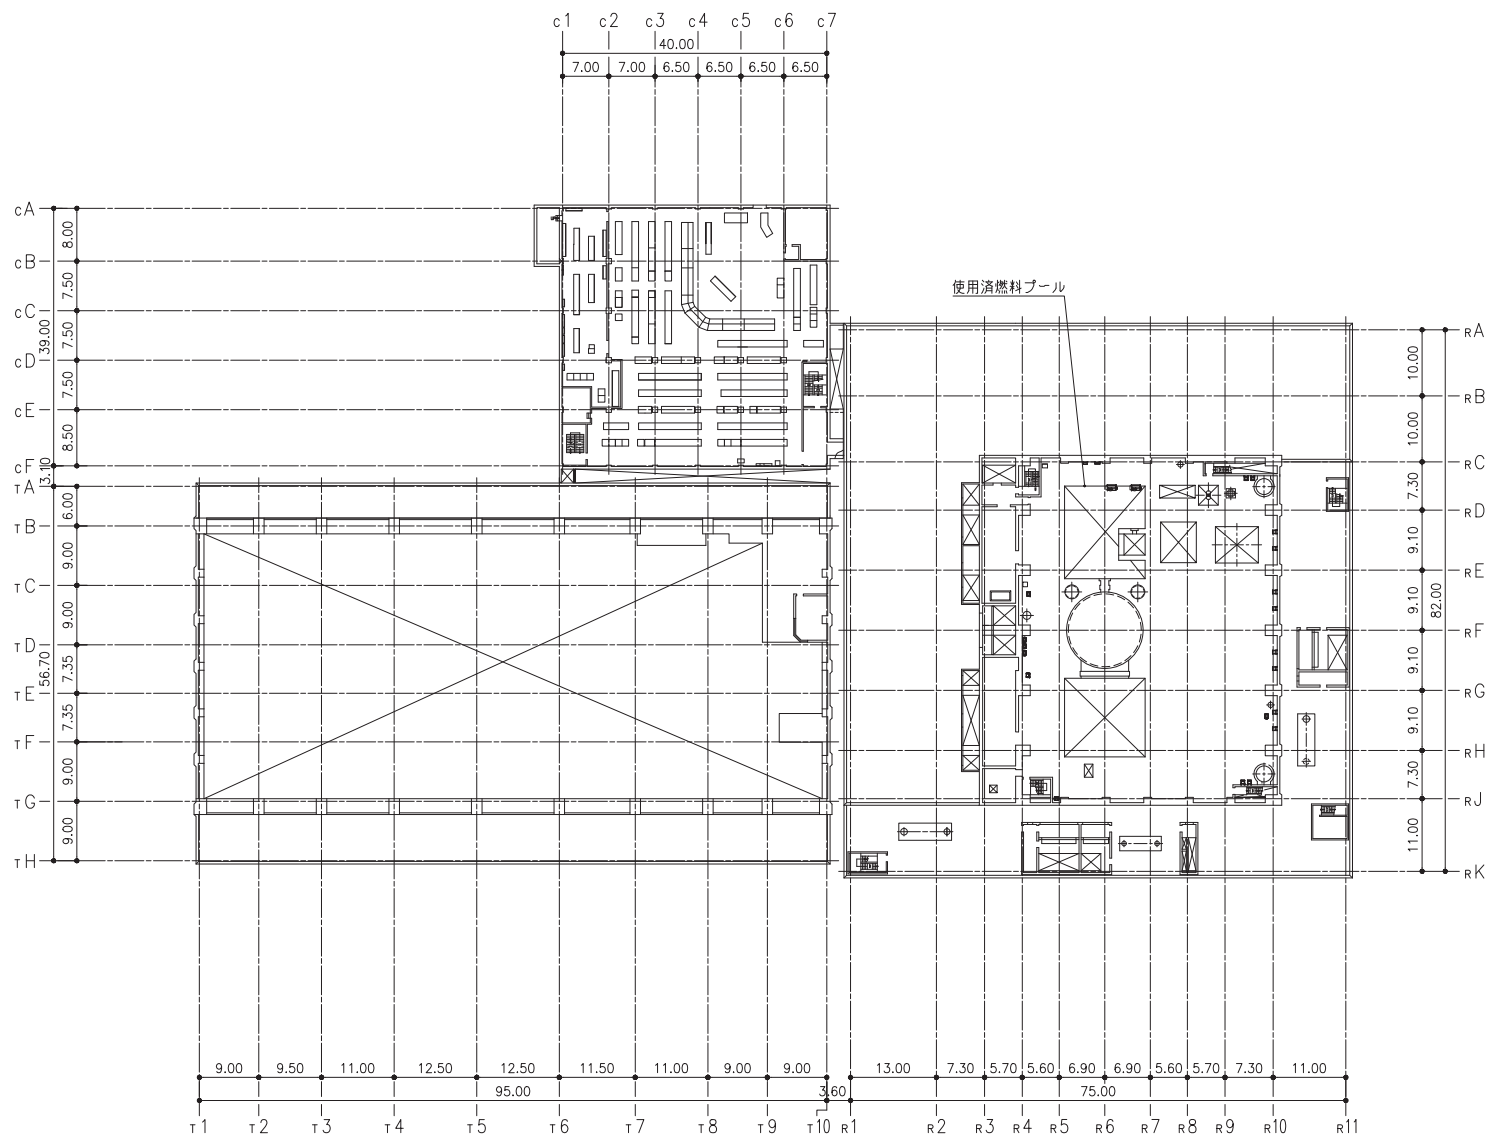 c1 c2 c3 c4 c5 c6 c7
40.00
7.00 7.00 6.50 6.50 6.50 6.50
cA
8.00
cB
7.50
cC
39.00
7.50
cD
7.50
cE
8.50
cF
3.10
TA
6.00
TB
9.00
TC
9.00
TD
56.70
7.35
TE
7.35
TF
9.00
TG
9.00
TH
使用済燃料プール
RA
10.00
RB
10.00
RC
7.30
RD
9.10
RE
9.10
82.00
RF
9.10
RG
9.10
RH
7.30
RJ
11.00
RK
9.00 9.50 11.00 12.50 12.50 11.50 11.00 9.00 9.00 13.00 7.30 5.70 5.60 6.90 6.90 5.60 5.70 7.30 11.00
95.00 3.60 75.00
T1 T2 T3 T4 T5 T6 T7 T8 T9 T10 R1 R2 R3 R4 R5 R6 R7 R8 R9 R10 R11